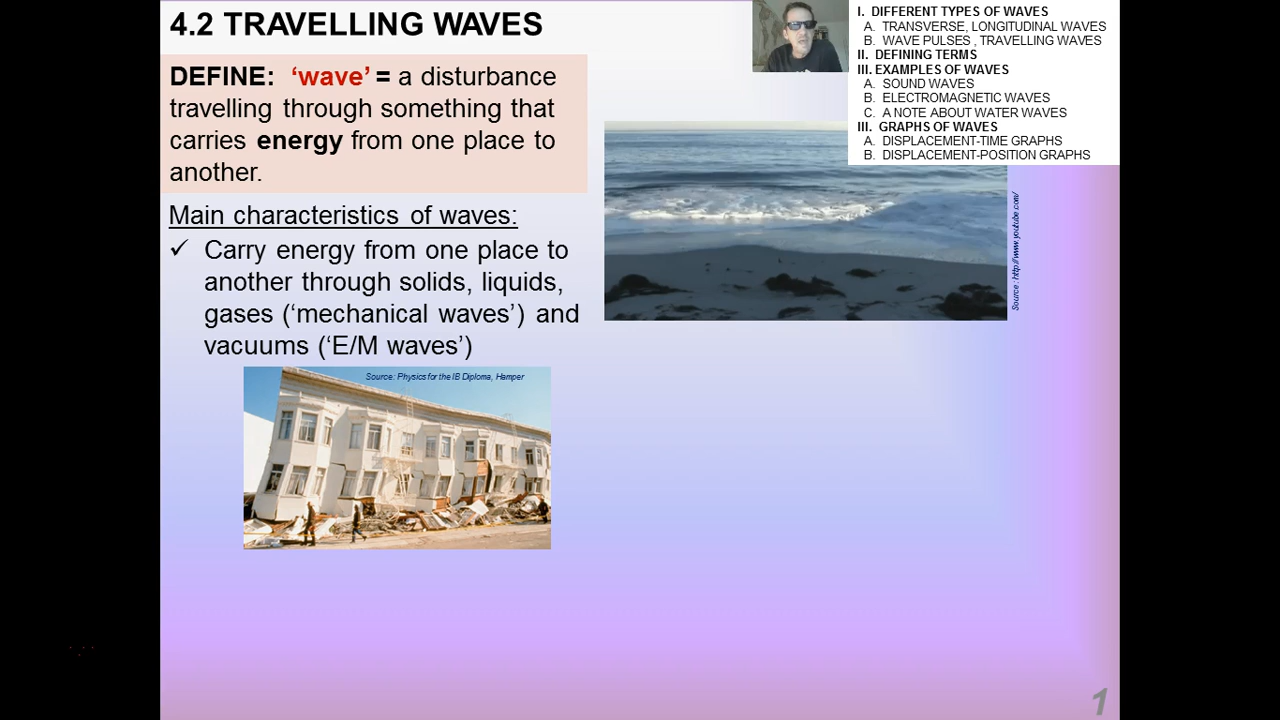 4.2 TRAVELLING WAVES
DEFINE: ‘wave’ = a disturbance
travelling through something that
carries energy from one place to
another.
Main characteristics of waves:
✓ Carry energy from one place to
another through solids, liquids,
gases (‘mechanical waves’) and
vacuums (‘E/M waves’)
Source: Physics for the IB Diploma, Hamper
I. DIFFERENT TYPES OF WAVES
A. TRANSVERSE, LONGITUDINAL WAVES
B. WAVE PULSES , TRAVELLING WAVES
II. DEFINING TERMS
III. EXAMPLES OF WAVES
A. SOUND WAVES
B. ELECTROMAGNETIC WAVES
C. A NOTE ABOUT WATER WAVES
III. GRAPHS OF WAVES
A. DISPLACEMENT-TIME GRAPHS
B. DISPLACEMENT-POSITION GRAPHS
Source: http://www.youtube.com/
1